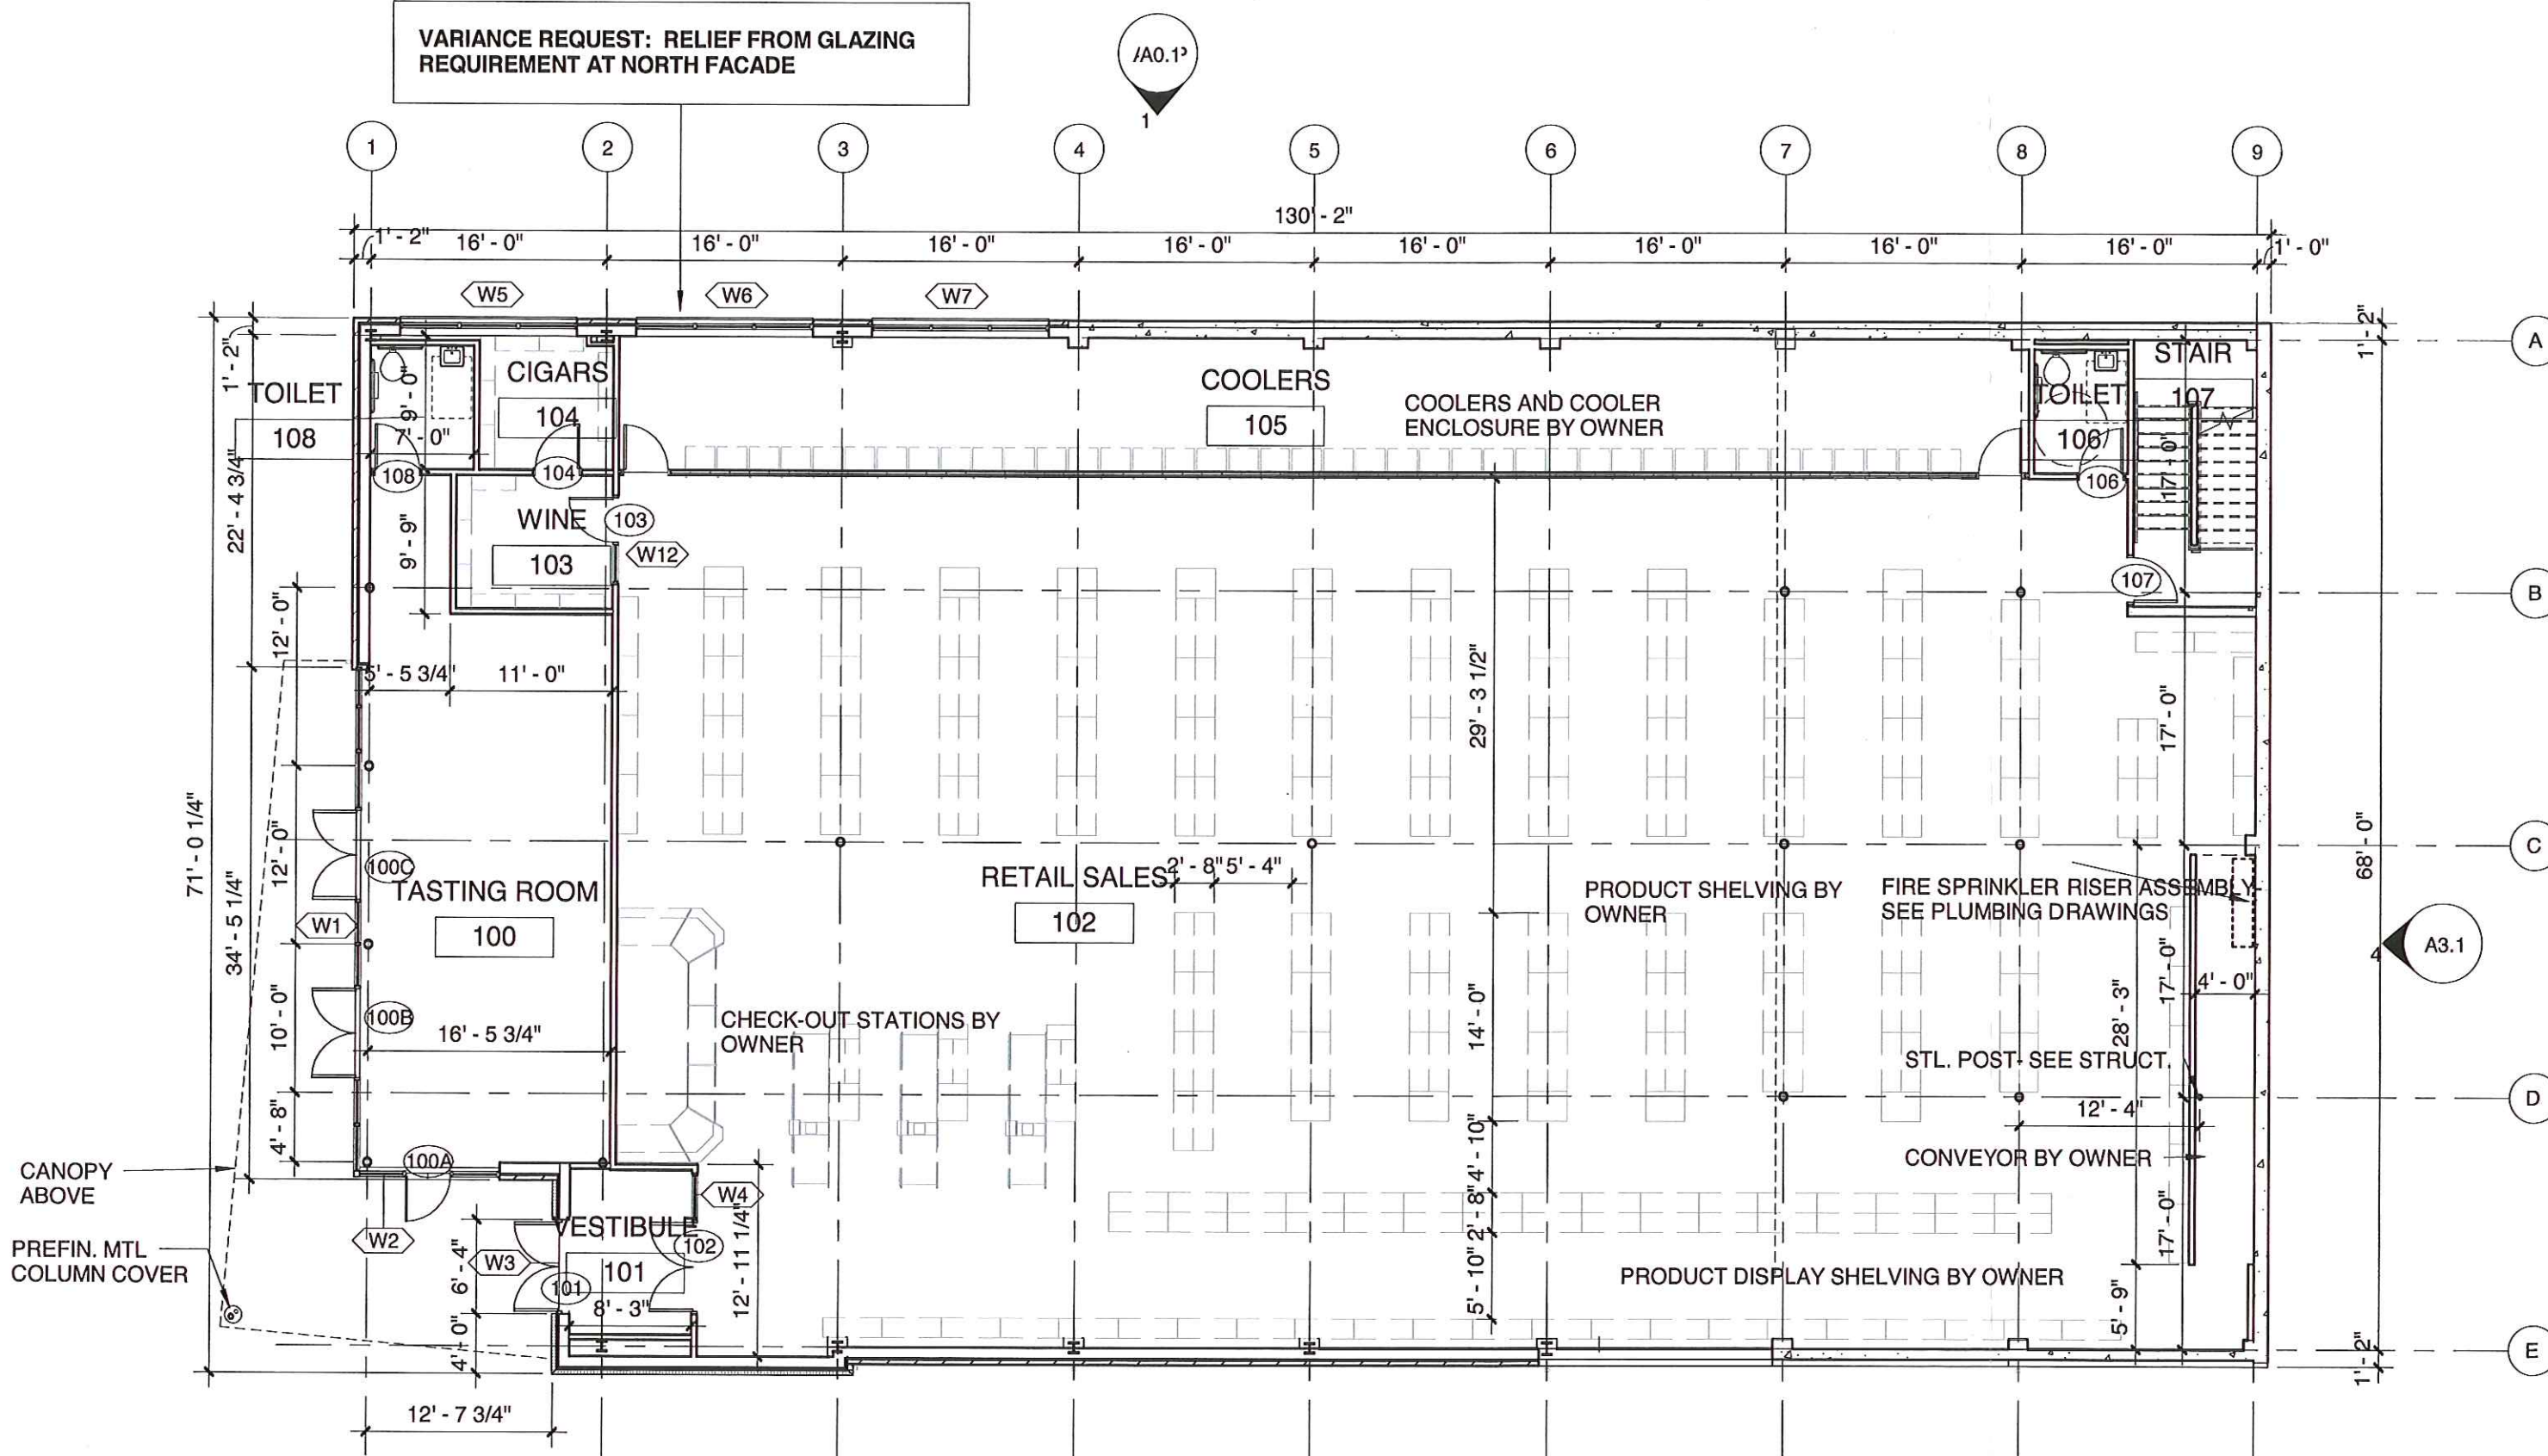 VARIANCE REQUEST: RELIEF FROM GLAZING
REQUIREMENT AT NORTH FACADE
/A0.1
1
1
2
3
4
5
6
7
8
9
130' - 2"
1' - 2"
16' - 0"
16' - 0"
16' - 0"
16' - 0"
16' - 0"
16' - 0"
16' - 0"
16' - 0"
1' - 0"
W5
W6
W7
1' - 2"
1' - 2"
A
TOILET
108
9' - 0"
7' - 0"
CIGARS
104
COOLERS
105
COOLERS AND COOLER
ENCLOSURE BY OWNER
TOILET
106
STAIR
107
17' - 0"
108
104
106
22' - 4 3/4"
9' - 9"
WINE
103
103
W12
107
B
12' - 0"
5' - 5 3/4"
11' - 0"
29' - 3 1/2"
17' - 0"
71' - 0 1/4"
34' - 5 1/4"
12' - 0"
100C
C
68' - 0"
TASTING ROOM
100
W1
RETAIL SALES
102
2' - 8"
5' - 4"
PRODUCT SHELVING BY
OWNER
FIRE SPRINKLER RISER ASSEMBLY-
SEE PLUMBING DRAWINGS
4
A3.1
17' - 0"
4' - 0"
10' - 0"
100B
16' - 5 3/4"
CHECK-OUT STATIONS BY
OWNER
14' - 0"
28' - 3"
STL. POST- SEE STRUCT.
12' - 4"
D
4' - 8"
100A
4' - 10"
CONVEYOR BY OWNER
CANOPY
ABOVE
W2
W4
VESTIBULE
101
102
101
W3
6' - 4"
8' - 3"
12' - 11 1/4"
2' - 8"
17' - 0"
PREFIN. MTL
COLUMN COVER
5' - 10"
PRODUCT DISPLAY SHELVING BY OWNER
5' - 9"
4' - 0"
E
1' - 2"
12' - 7 3/4"